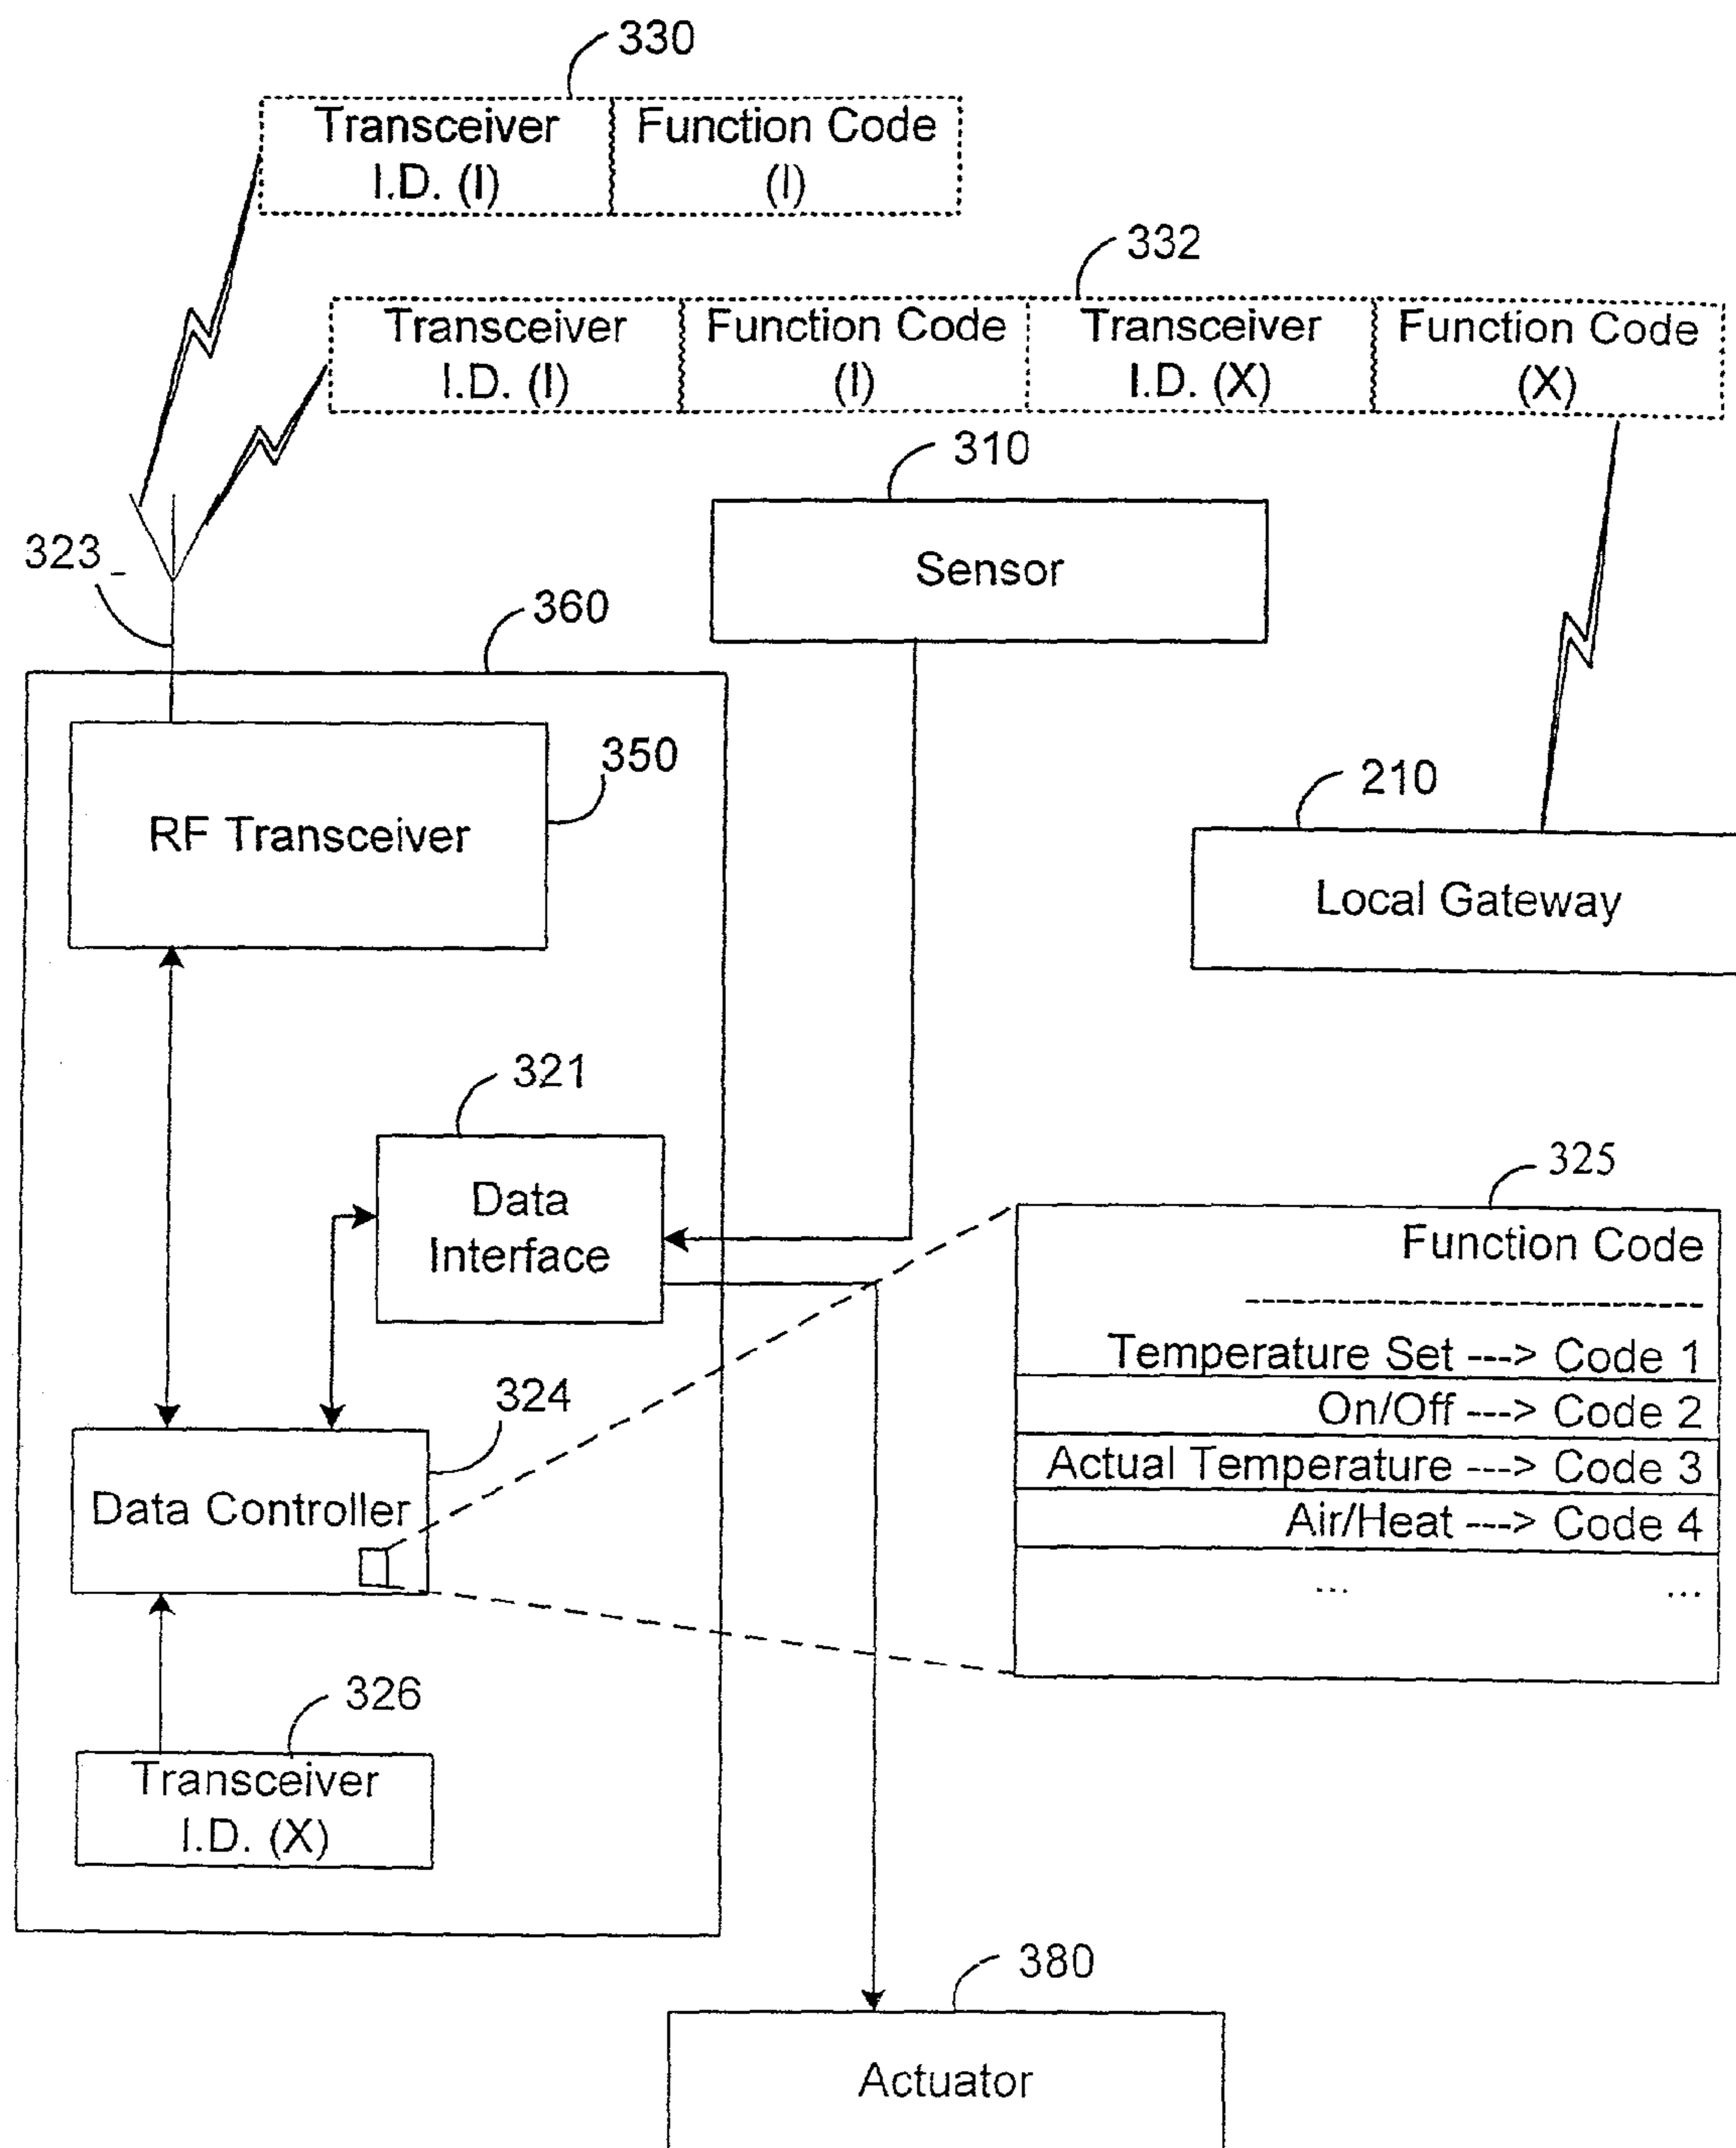 330
Transceiver
I.D. (I)
Function Code
(I)
332
Transceiver
I.D. (I)
Function Code
(I)
Transceiver
I.D. (X)
Function Code
(X)
310
Sensor
323
360
RF Transceiver
350
210
Local Gateway
321
Data
Interface
325
Function Code
Temperature Set ---> Code 1
On/Off ---> Code 2
Actual Temperature ---> Code 3
Air/Heat ---> Code 4
... ...
324
Data Controller
326
Transceiver
I.D. (X)
380
Actuator